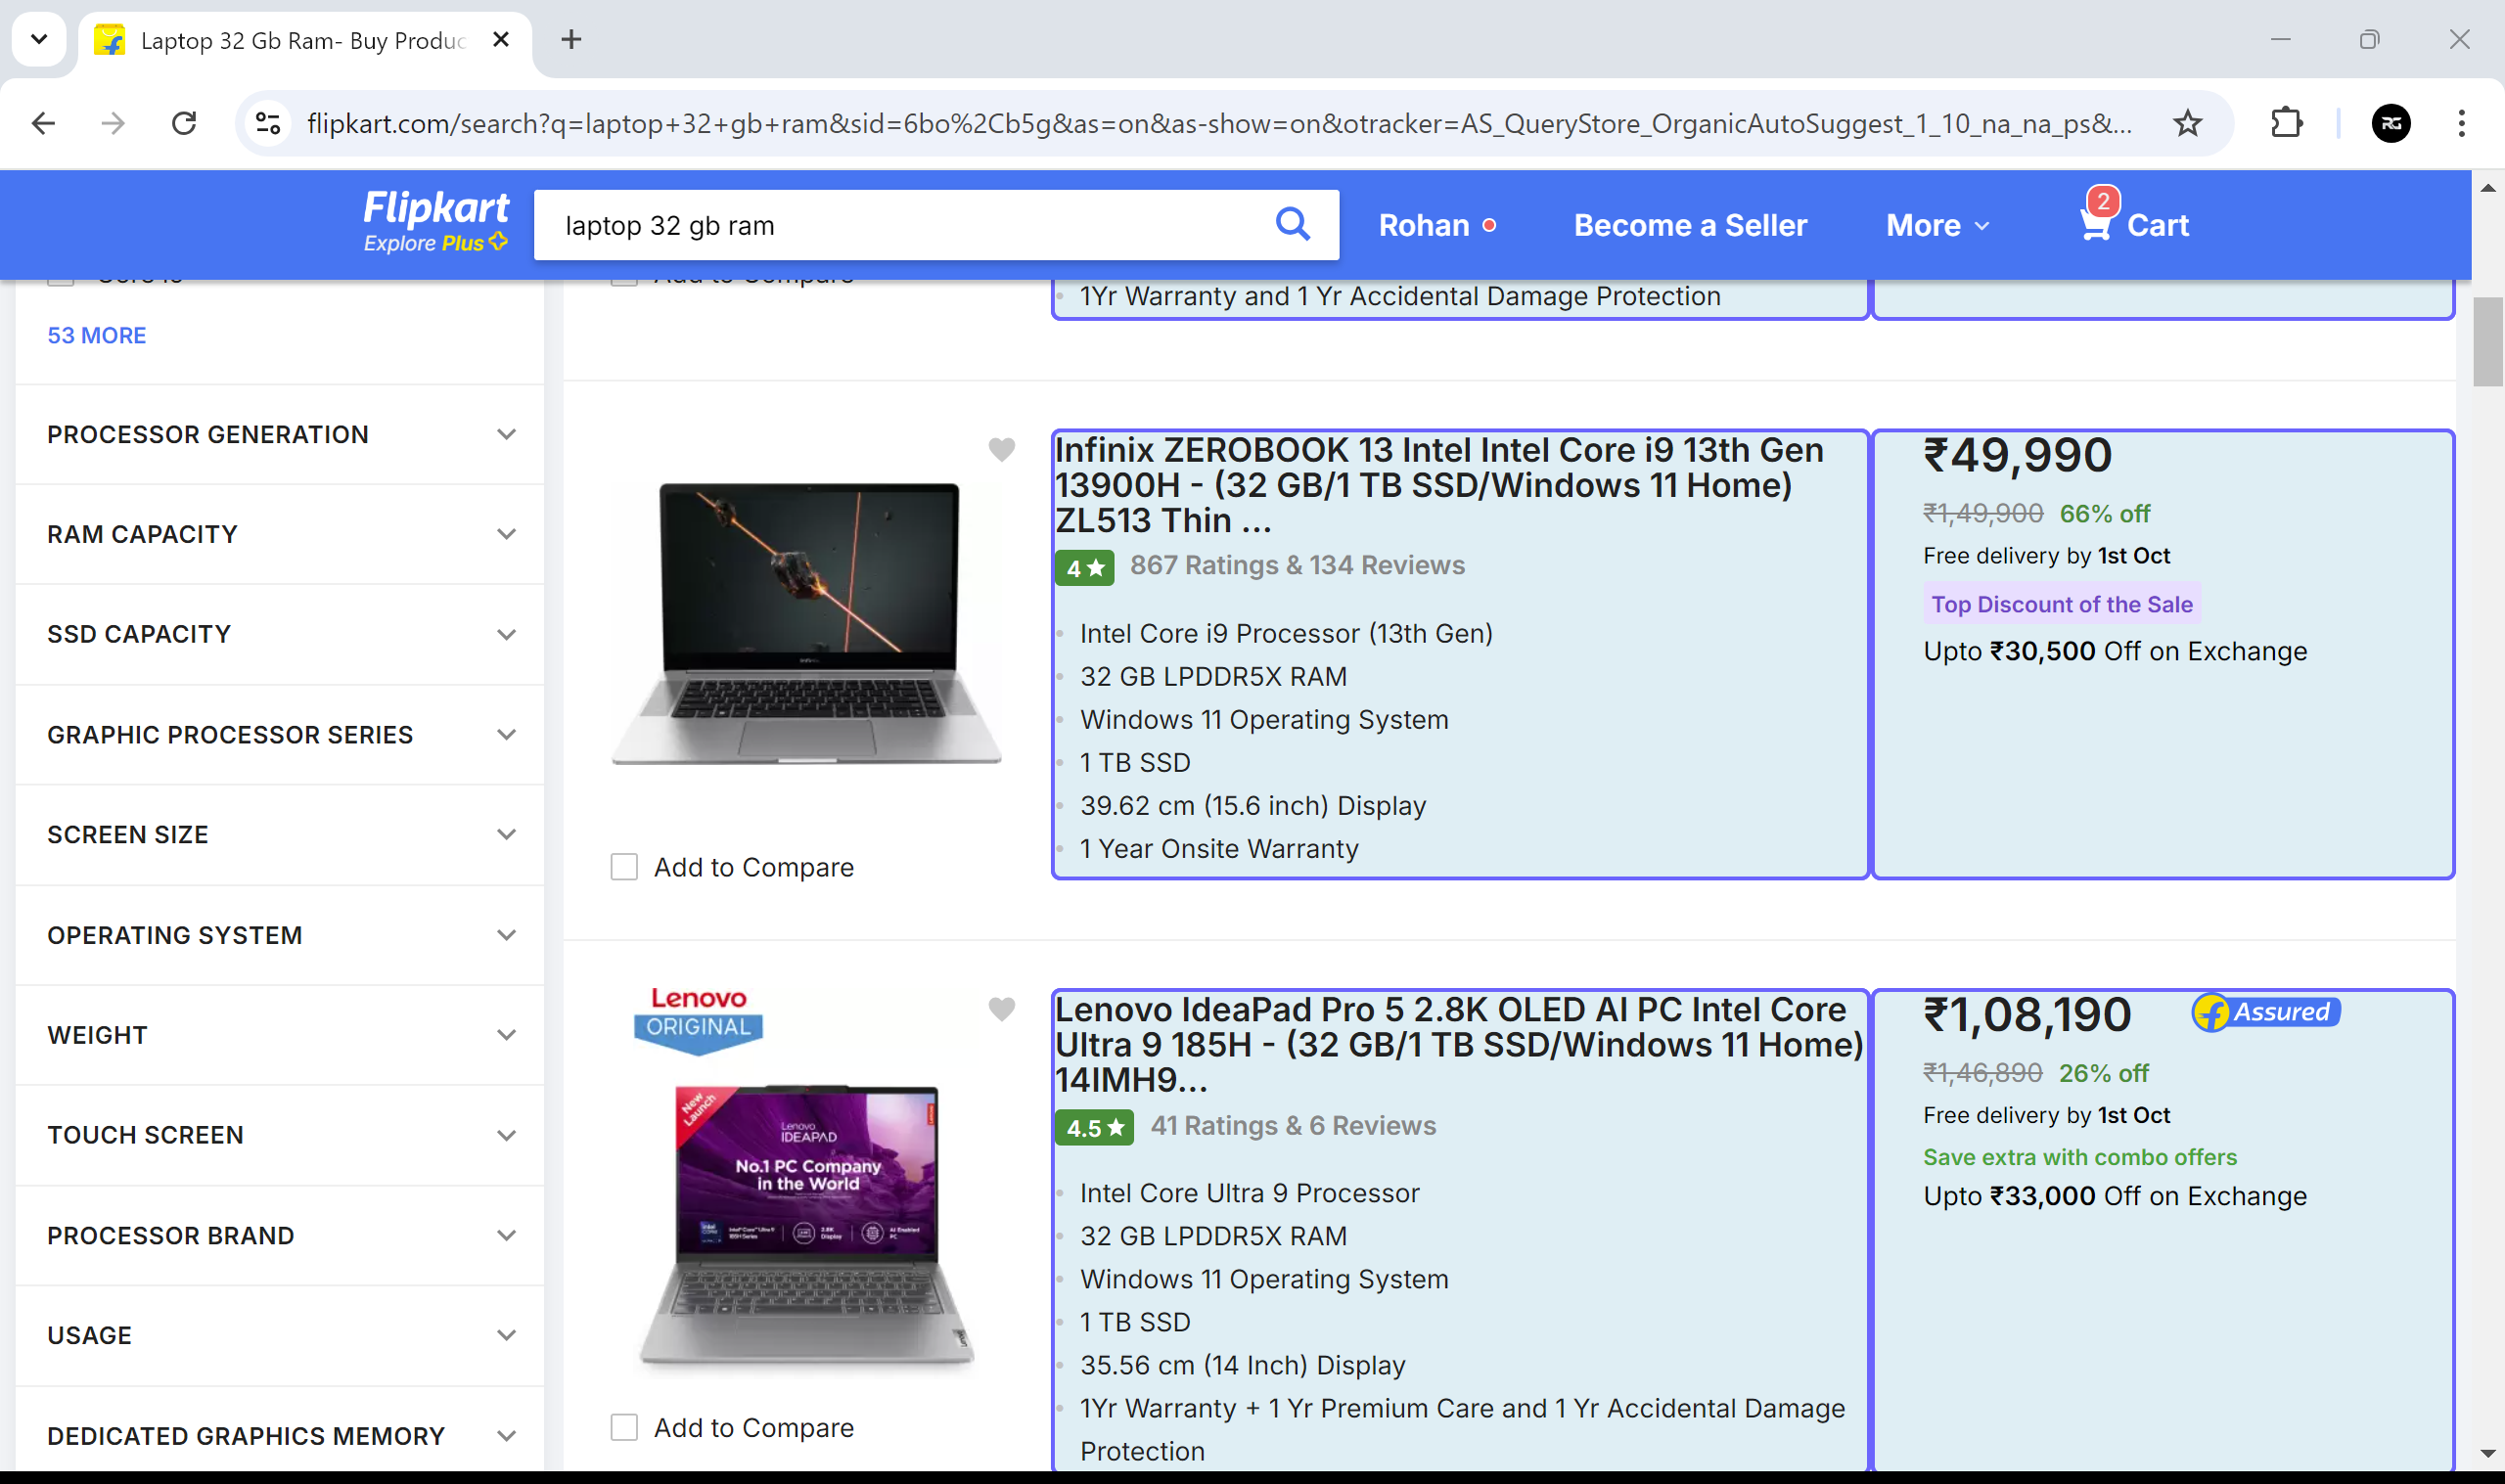 Laptop 32 Gb Ram- Buy Produc
flipkart.com/search?q=laptop+32+gb+ram&sid=6bo%2Cb5g&as=on&as-show=on&otracker=AS_QueryStore_OrganicAutoSuggest_1_10_na_na_ps&...
RG
Flipkart
Explore Plus
laptop 32 gb ram
Rohan
Become a Seller
More
2
Cart
53 MORE
PROCESSOR GENERATION
RAM CAPACITY
SSD CAPACITY
GRAPHIC PROCESSOR SERIES
SCREEN SIZE
OPERATING SYSTEM
WEIGHT
TOUCH SCREEN
PROCESSOR BRAND
USAGE
DEDICATED GRAPHICS MEMORY
Add to Compare
1Yr Warranty and 1 Yr Accidental Damage Protection
Infinix ZEROBOOK 13 Intel Intel Core i9 13th Gen
13900H - (32 GB/1 TB SSD/Windows 11 Home)
ZL513 Thin ...
4★ 867 Ratings & 134 Reviews
Intel Core i9 Processor (13th Gen)
32 GB LPDDR5X RAM
Windows 11 Operating System
1 TB SSD
39.62 cm (15.6 inch) Display
1 Year Onsite Warranty
Add to Compare
₹49,990
₹1,49,900 66% off
Free delivery by 1st Oct
Top Discount of the Sale
Upto ₹30,500 Off on Exchange
Lenovo
ORIGINAL
New
Launch
Lenovo
IDEAPAD
No.1 PC Company
in the World
Add to Compare
Lenovo IdeaPad Pro 5 2.8K OLED AI PC Intel Core
Ultra 9 185H - (32 GB/1 TB SSD/Windows 11 Home)
14IMH9...
4.5★ 41 Ratings & 6 Reviews
Intel Core Ultra 9 Processor
32 GB LPDDR5X RAM
Windows 11 Operating System
1 TB SSD
35.56 cm (14 Inch) Display
1Yr Warranty + 1 Yr Premium Care and 1 Yr Accidental Damage
Protection
₹1,08,190
Assured
₹1,46,890 26% off
Free delivery by 1st Oct
Save extra with combo offers
Upto ₹33,000 Off on Exchange